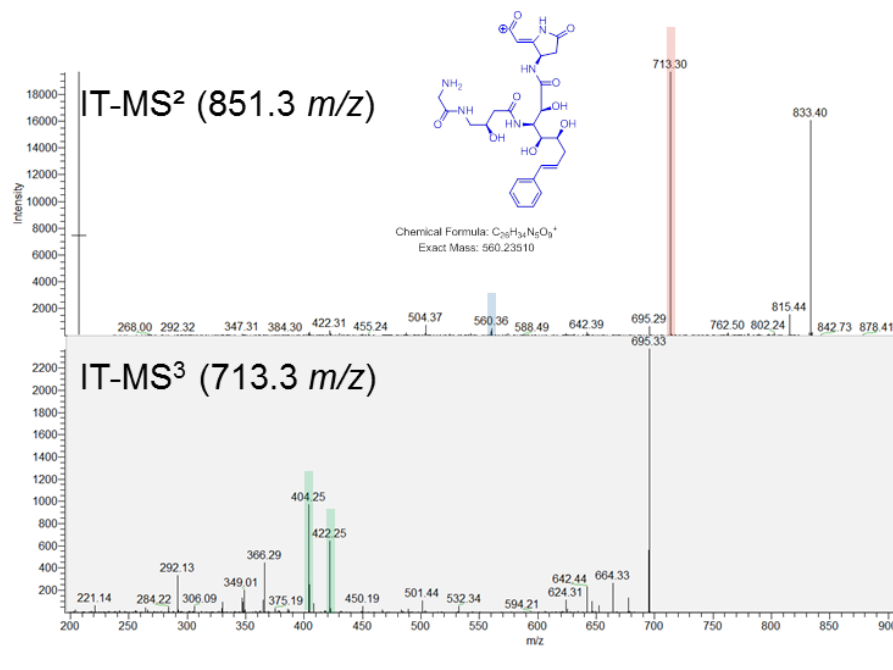 IT-MS² (851.3 m/z)
O
⊕
NH
O
HN
O
NH2
NH
O
O
OH
HN
OH
OH
HO
Chemical Formula: C26H34N5O9+
Exact Mass: 560.23510
Intensity
18000
16000
14000
12000
10000
8000
6000
4000
2000
268.00 292.32 347.31 384.30 422.31 455.24 504.37 560.36 588.49 642.39 695.29 713.30 762.50 802.24 815.44 833.40 842.73 878.41
IT-MS³ (713.3 m/z)
2200
2000
1800
1600
1400
1200
1000
800
600
400
200
221.14 284.22 292.13 306.09 349.01 366.29 375.19 404.25 422.25 450.19 501.44 532.34 594.21 624.31 642.44 664.33 695.33
200 250 300 350 400 450 500 550 600 650 700 750 800 850 900
m/z